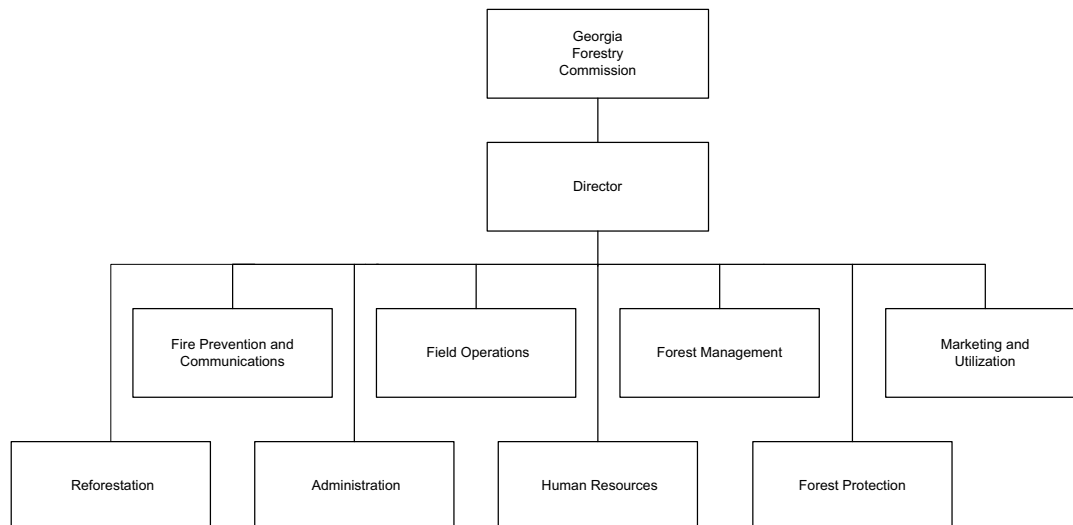 Georgia
Forestry
Commission
Director
Fire Prevention and
Communications
Field Operations
Forest Management
Marketing and
Utilization
Reforestation
Administration
Human Resources
Forest Protection